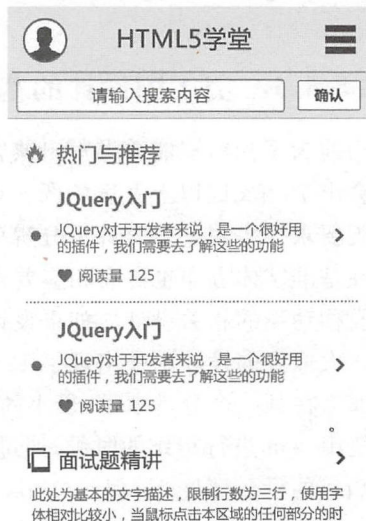 HTML5学堂
请输入搜索内容 确认
热门与推荐
JQuery入门
JQuery对于开发者来说，是一个很好用
的插件，我们需要去了解这些的功能
阅读量 125
JQuery入门
JQuery对于开发者来说，是一个很好用
的插件，我们需要去了解这些的功能
阅读量 125
面试题精讲
此处为基本的文字描述，限制行数为三行，使用字
体相对比较小，当鼠标点击本区域的任何部分的时